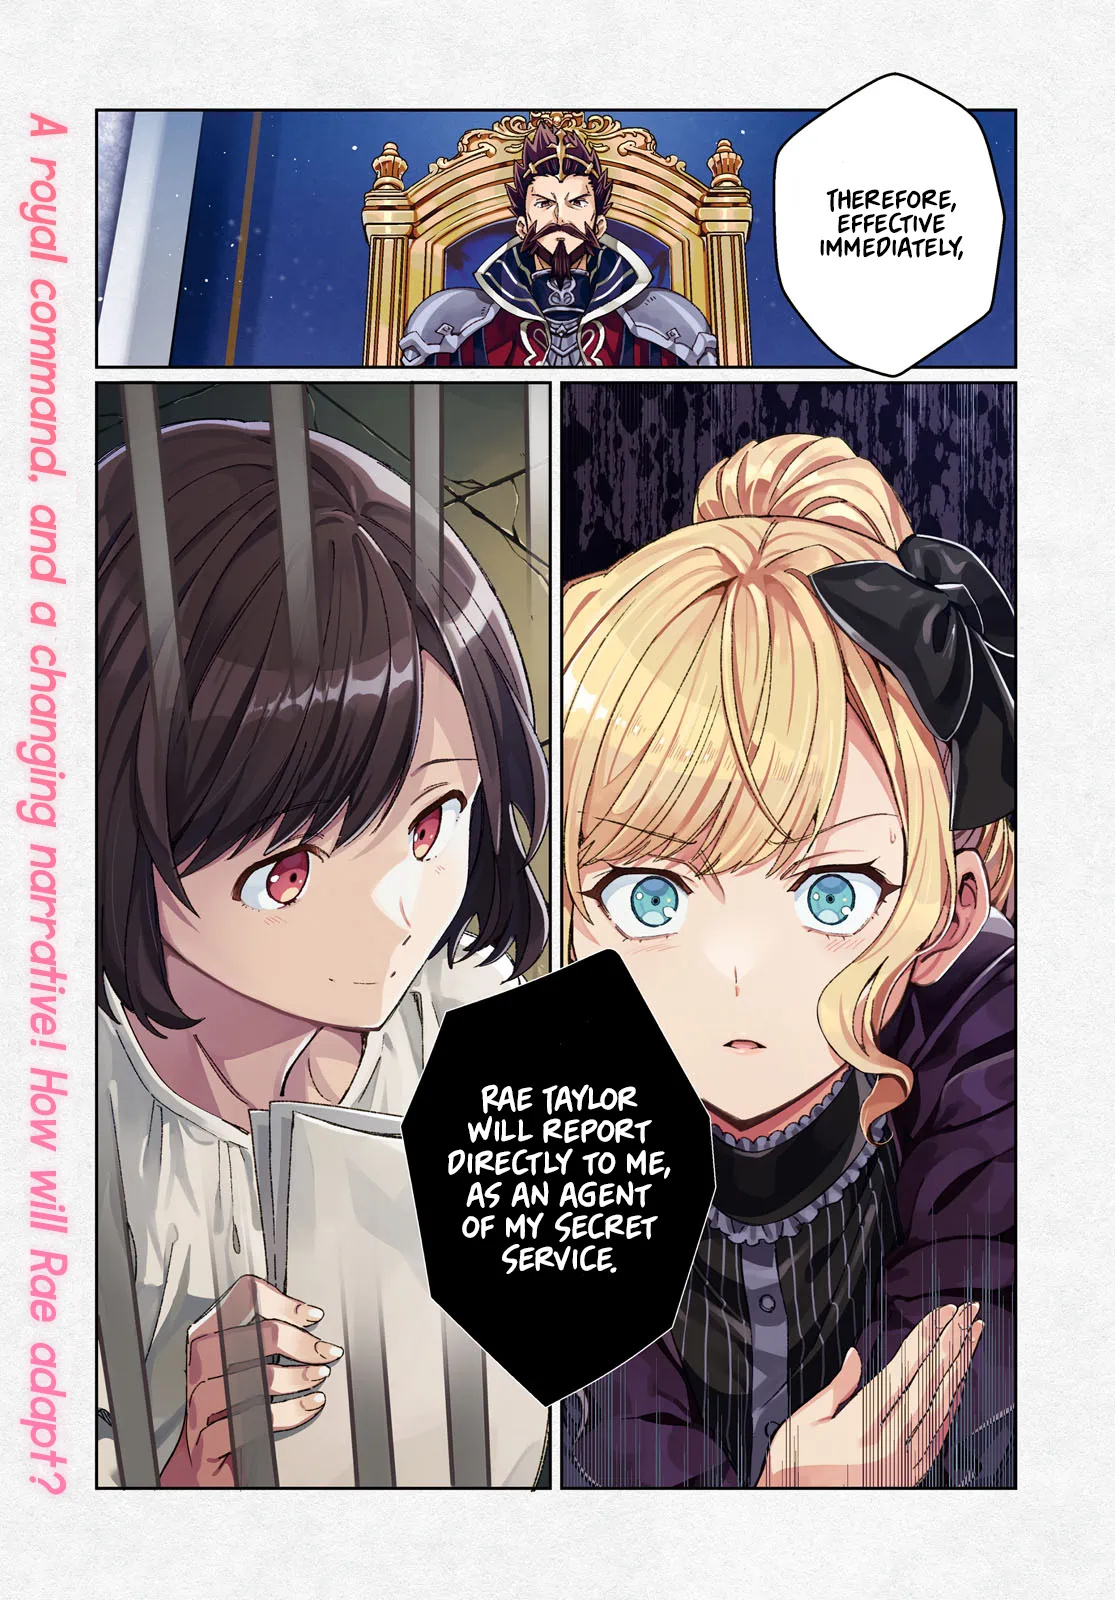 THEREFORE,
EFFECTIVE
IMMEDIATELY,
RAE TAYLOR
WILL REPORT
DIRECTLY TO ME,
AS AN AGENT
OF MY SECRET
SERVICE.
A royal command, and a changing narrative! How will Rae adapt?